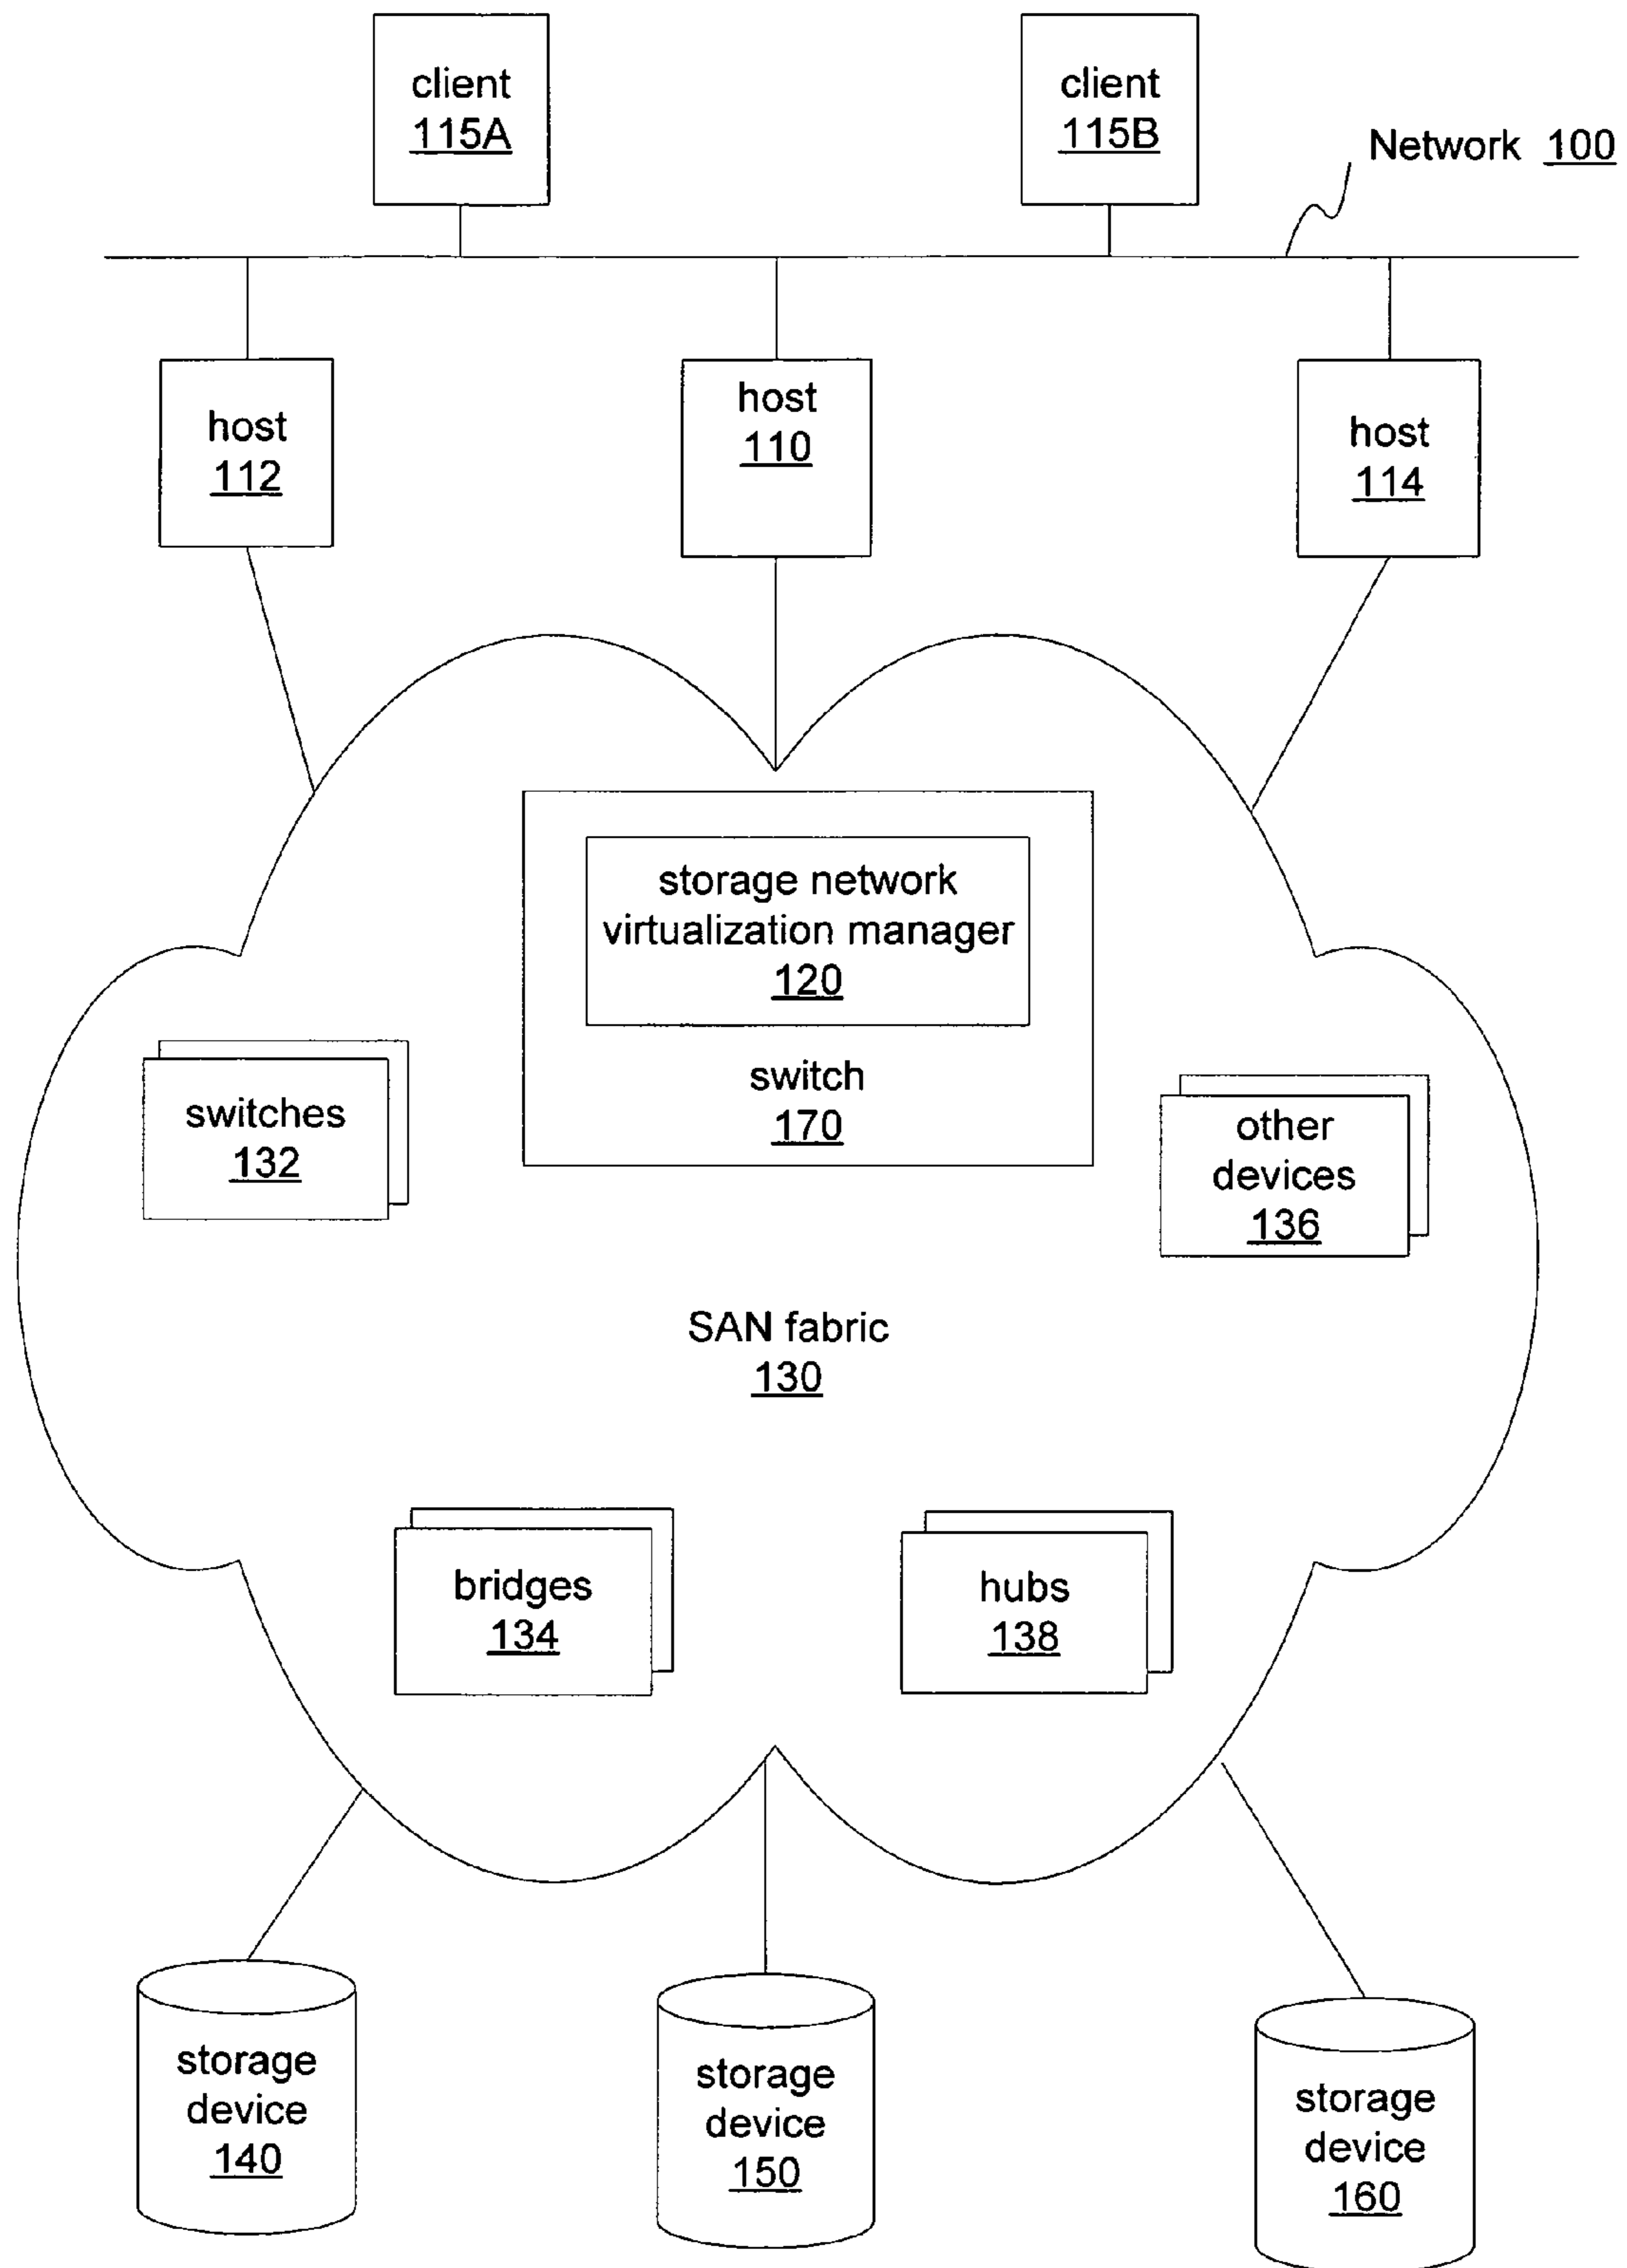 client
115A
client
115B
Network 100
host
112
host
110
host
114
storage network
virtualization manager
120
switch
170
switches
132
other
devices
136
SAN fabric
130
bridges
134
hubs
138
storage
device
140
storage
device
150
storage
device
160